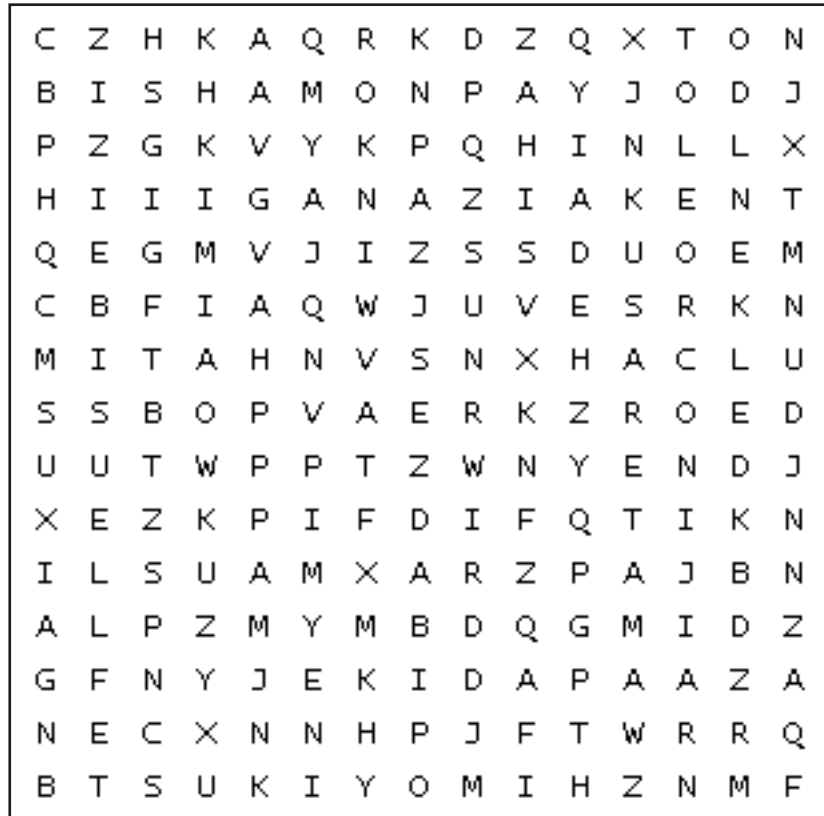 C Z H K A Q R K D Z Q X T O N
B I S H A M O N P A Y J O D J
P Z G K V Y K P Q H I N L L X
H I I I G A N A Z I A K E N T
Q E G M V J I Z S S D U O E M
C B F I A Q W J U V E S R K N
M I T A H N V S N X H A C L U
S S B O P V A E R K Z R O E D
U U T W P P T Z W N Y E N D J
X E Z K P I F D I F Q T I K N
I L S U A M X A R Z P A J B N
A L P Z M Y M B D Q G M I D Z
G F N Y J E K I D A P A A Z A
N E C X N N H P J F T W R R Q
B T S U K I Y O M I H Z N M F